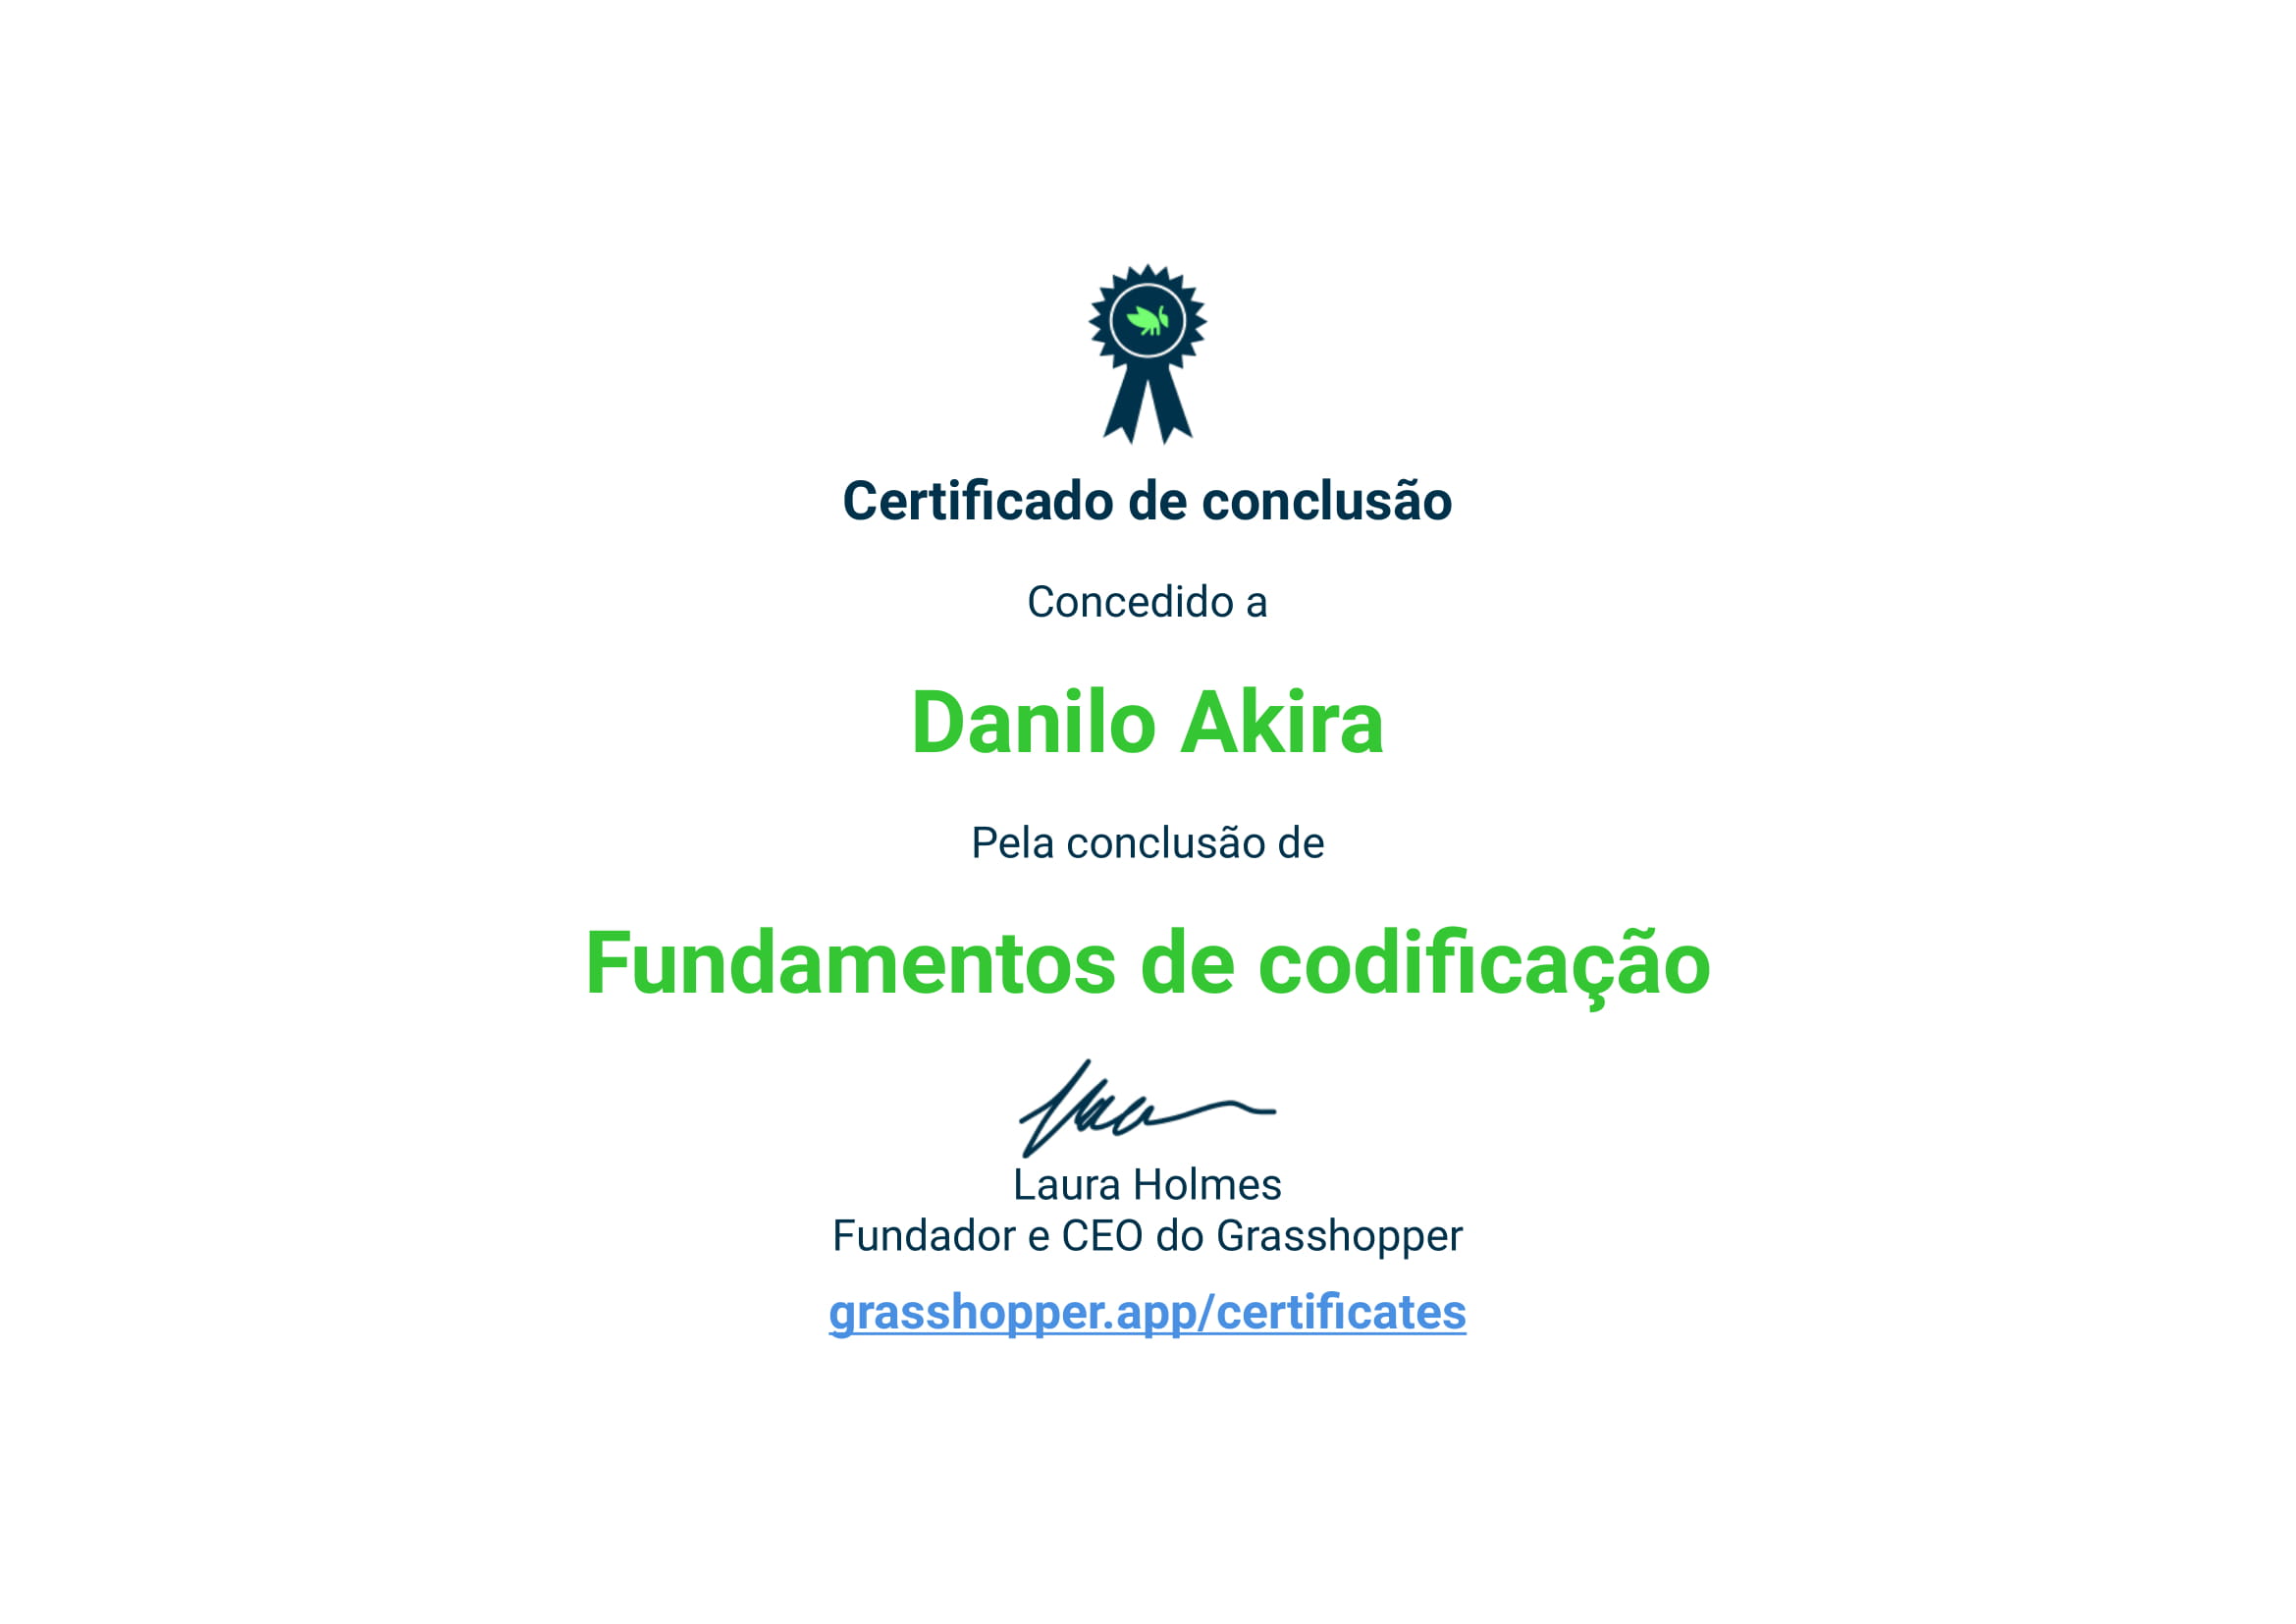 Certificado de conclusão
Concedido a
Danilo Akira
Pela conclusão de
Fundamentos de codificação
Laura Holmes
Fundador e CEO do Grasshopper
grasshopper.app/certificates